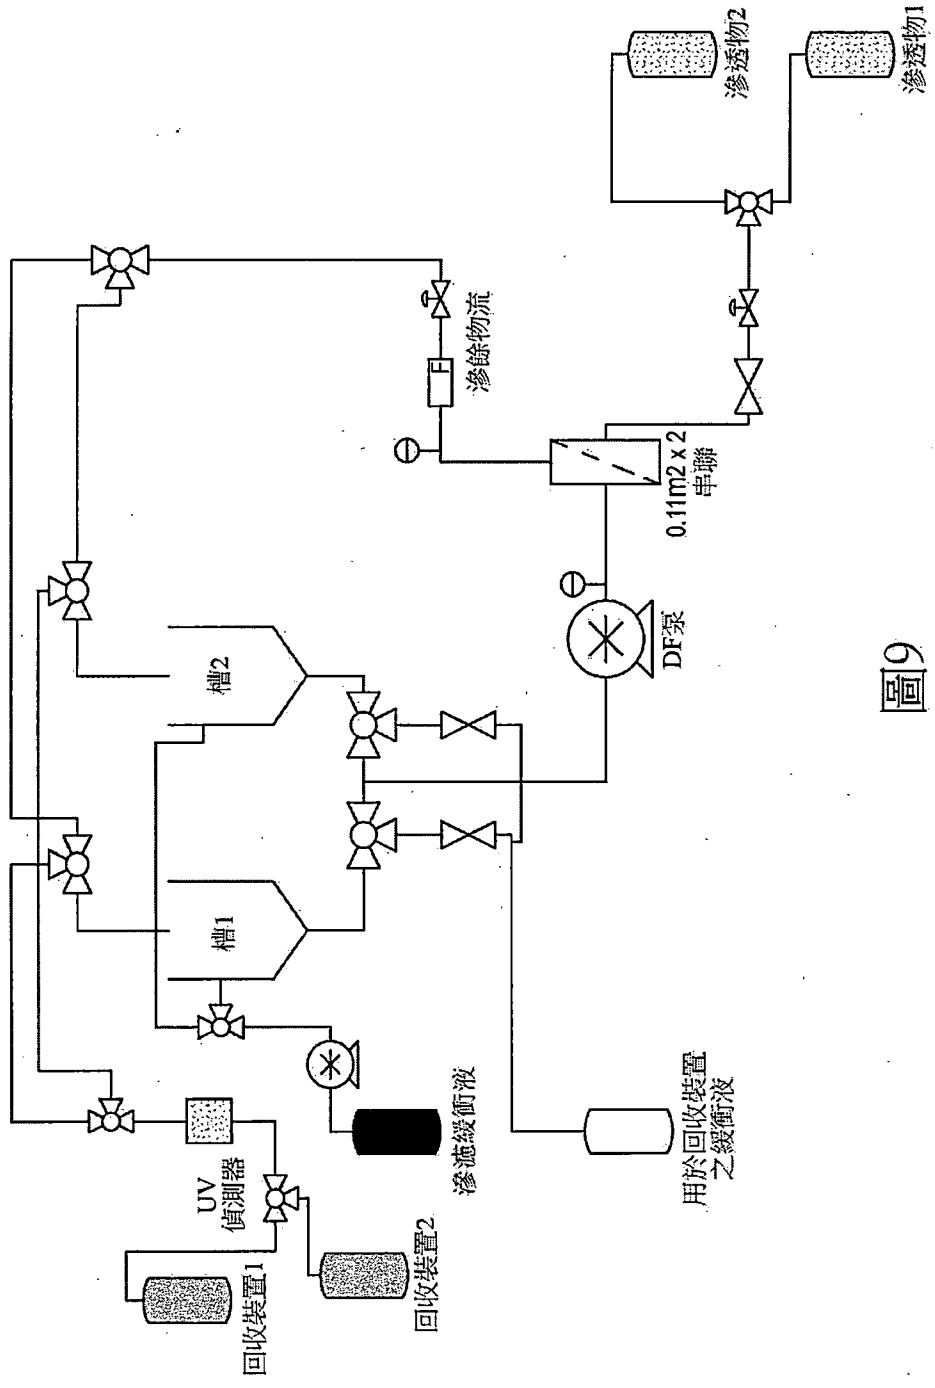 回收裝置1
回收裝置2
UV
偵測器
滲濾緩衝液
用於回收裝置
之緩衝液
槽1
槽2
DF泵
0.11m2 x 2
串聯
F
滲餘物流
滲透物2
滲透物1
圖9